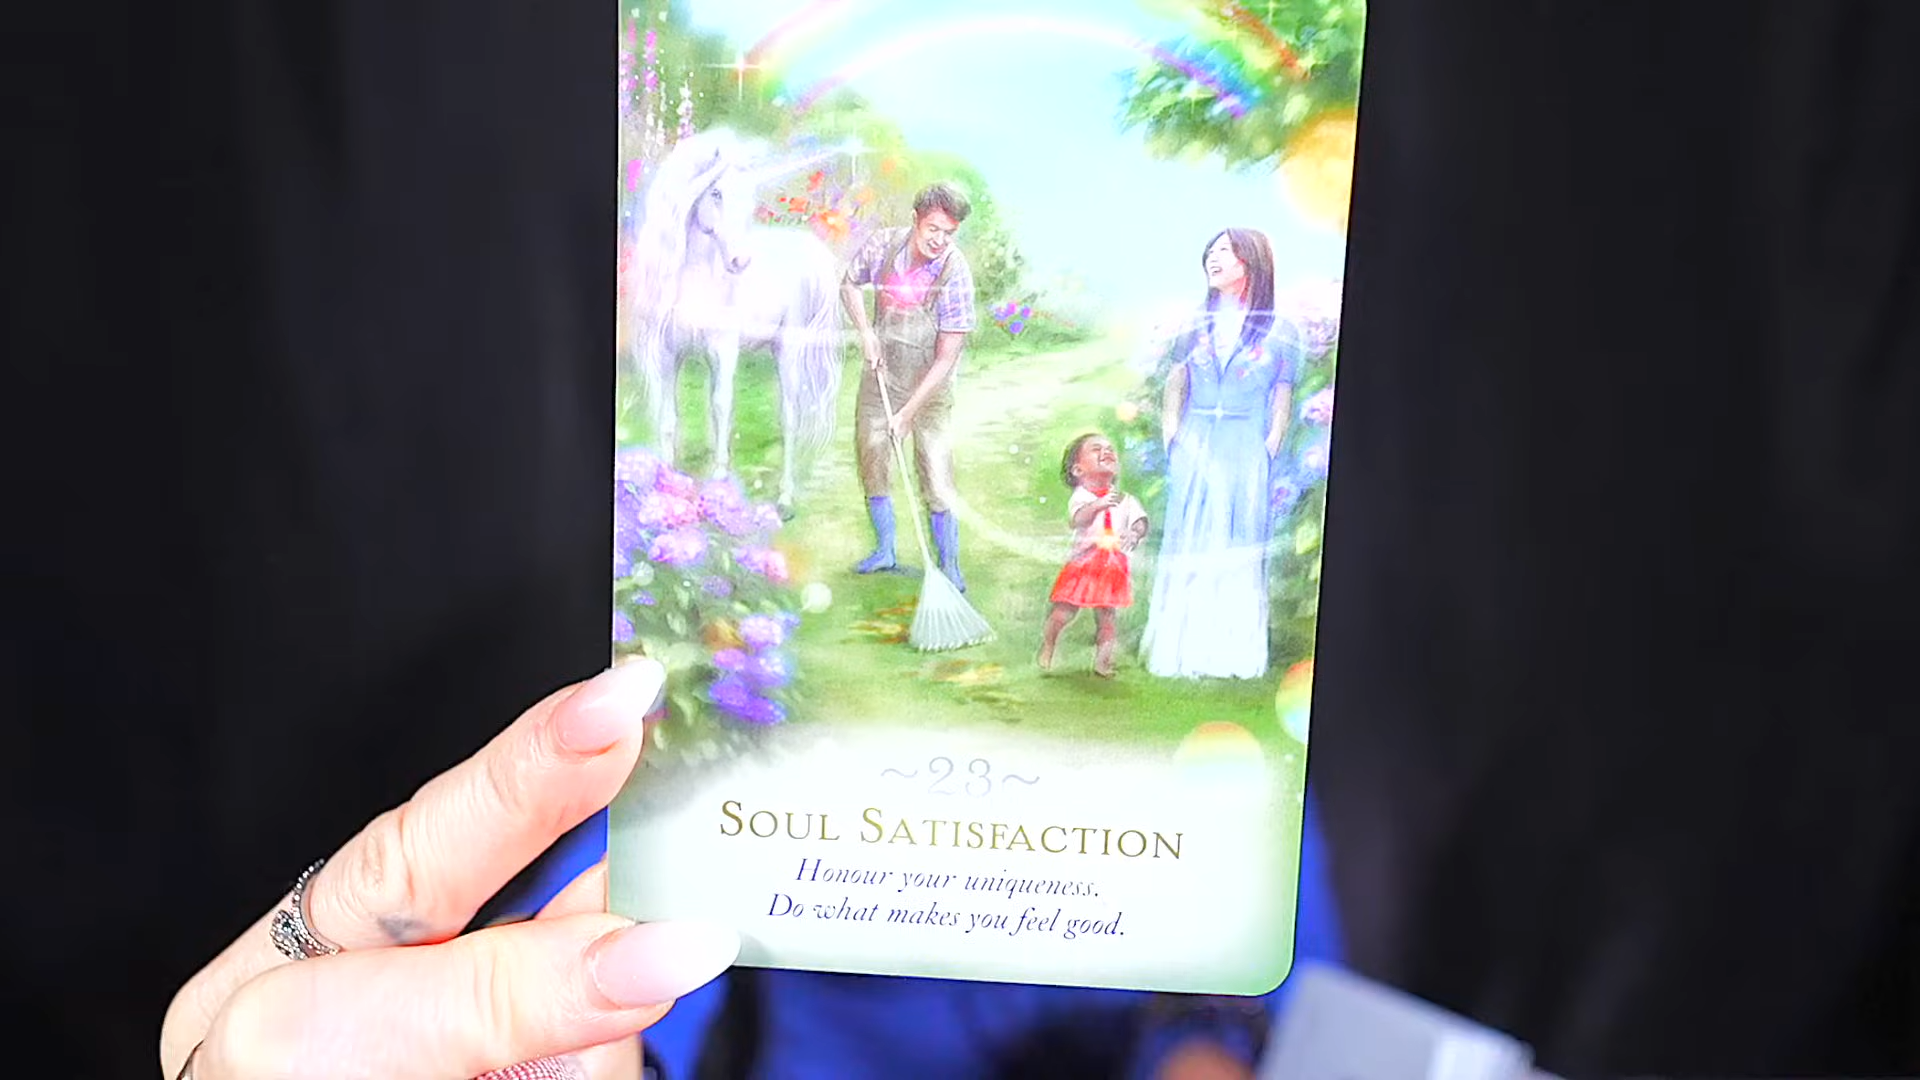 ~23~
SOUL SATISFACTION
Honour your uniqueness.
Do what makes you feel good.